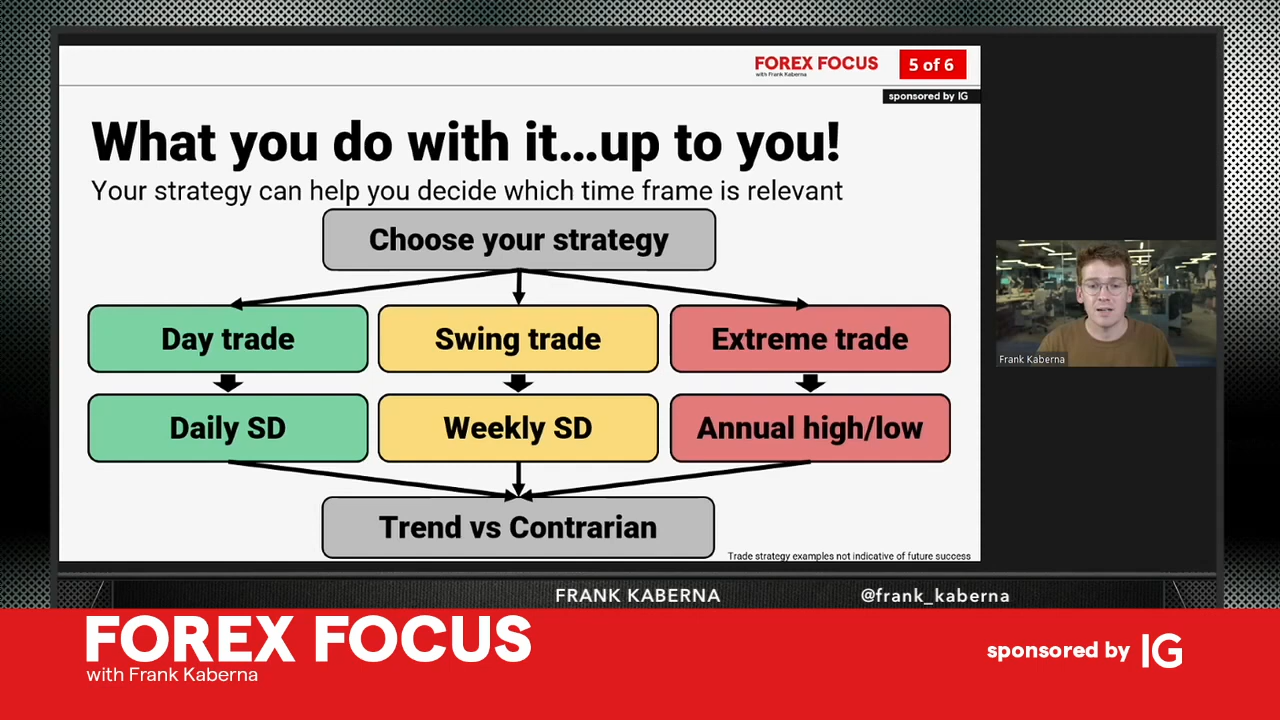 FOREX FOCUS
with Frank Kaberna
5 of 6
sponsored by IG
What you do with it...up to you!
Your strategy can help you decide which time frame is relevant
Choose your strategy
Day trade
Swing trade
Extreme trade
Daily SD
Weekly SD
Annual high/low
Trend vs Contrarian
Trade strategy examples not indicative of future success
Frank Kaberna
FRANK KABERNA
@frank_kaberna
FOREX FOCUS
with Frank Kaberna
sponsored by IG